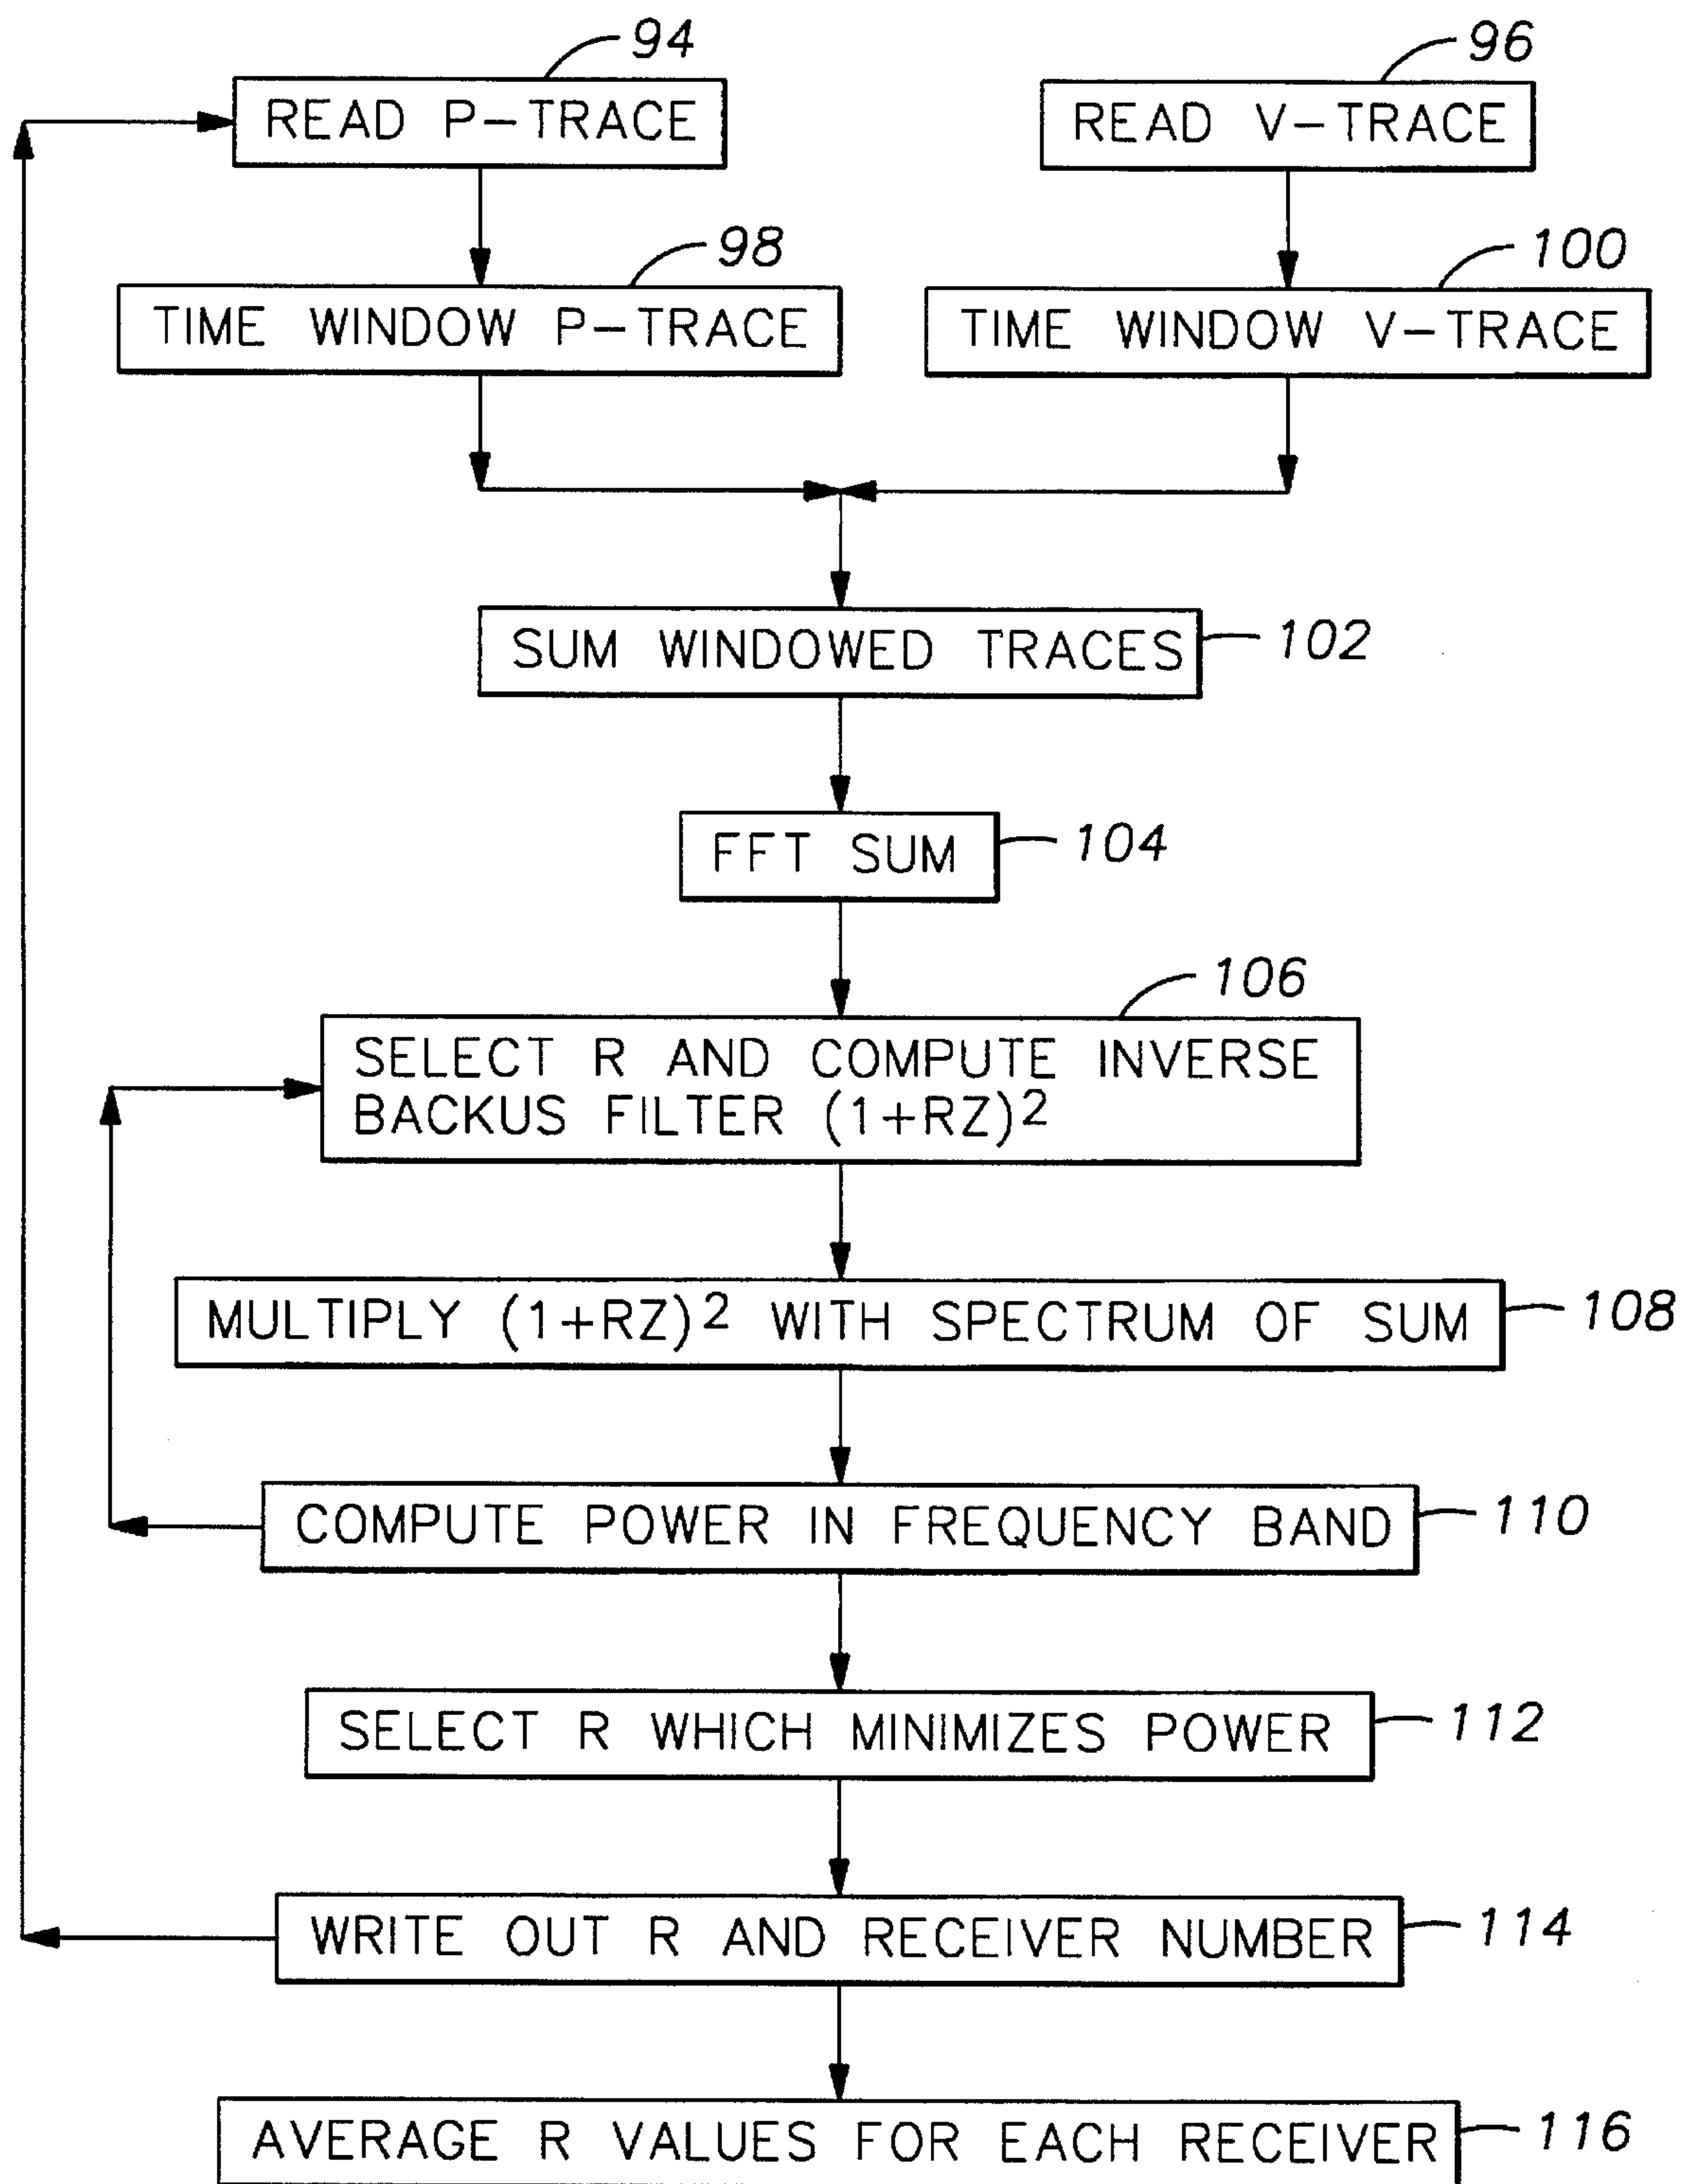 94
READ P-TRACE
96
READ V-TRACE
98
TIME WINDOW P-TRACE
100
TIME WINDOW V-TRACE
SUM WINDOWED TRACES
102
FFT SUM
104
106
SELECT R AND COMPUTE INVERSE
BACKUS FILTER (1+RZ)²
MULTIPLY (1+RZ)² WITH SPECTRUM OF SUM
108
COMPUTE POWER IN FREQUENCY BAND
110
SELECT R WHICH MINIMIZES POWER
112
WRITE OUT R AND RECEIVER NUMBER
114
AVERAGE R VALUES FOR EACH RECEIVER
116